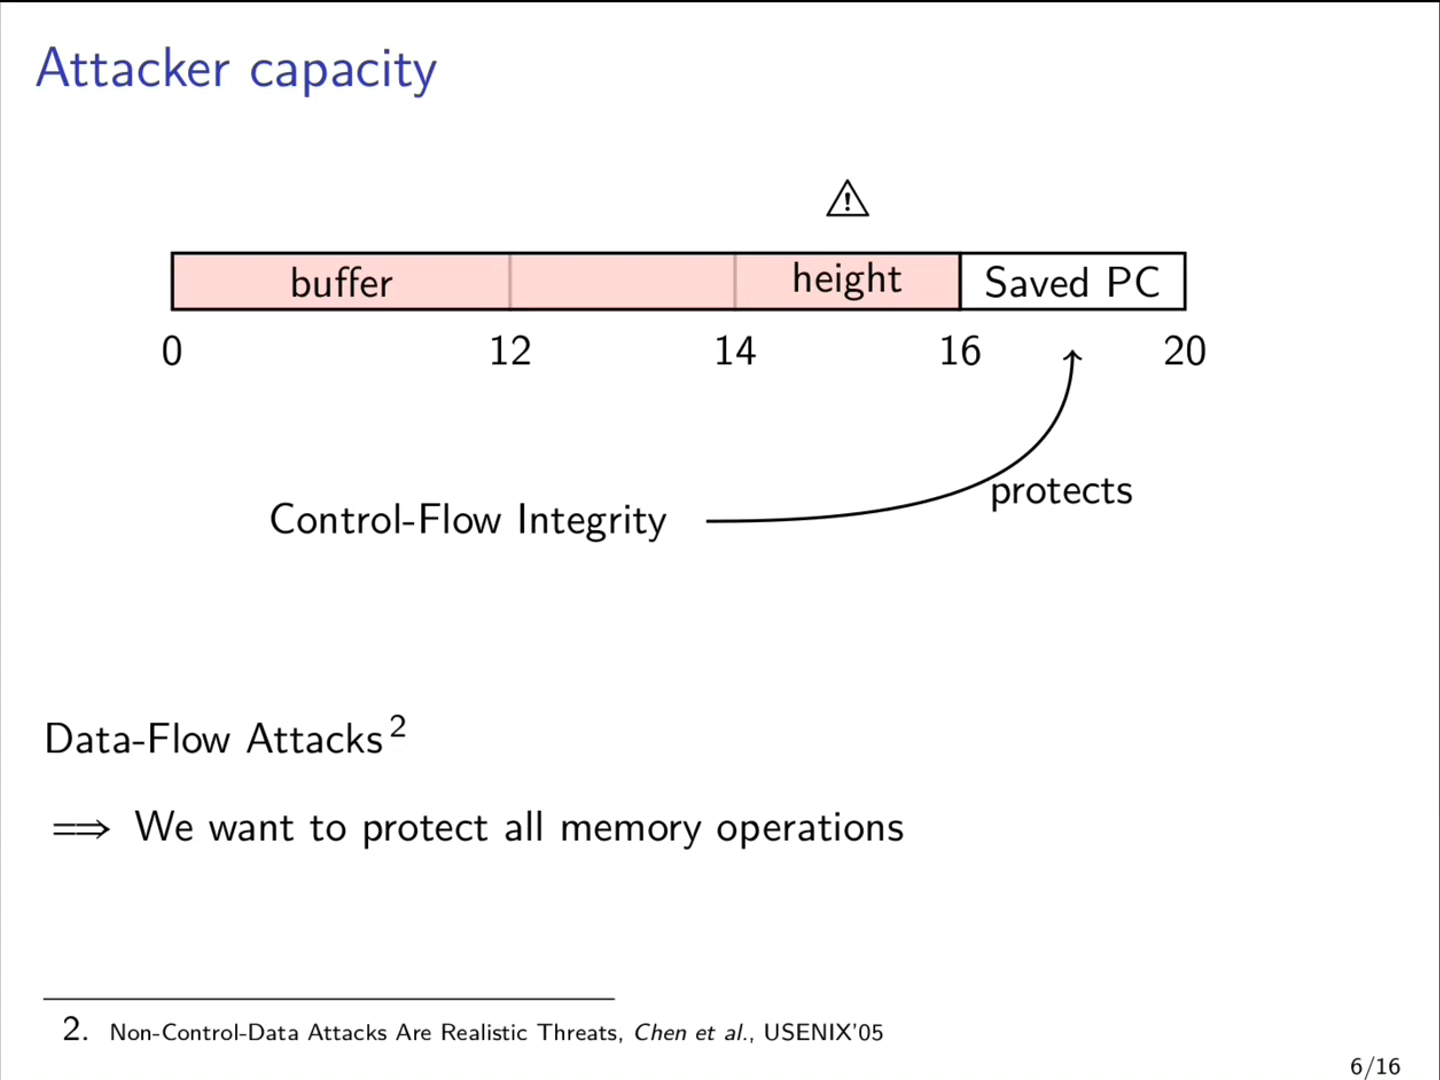 Attacker capacity
buffer height Saved PC
0 12 14 16 20
protects
Control-Flow Integrity
Data-Flow Attacks 2
⟹ We want to protect all memory operations
2. Non-Control-Data Attacks Are Realistic Threats, Chen et al., USENIX'05
6/16